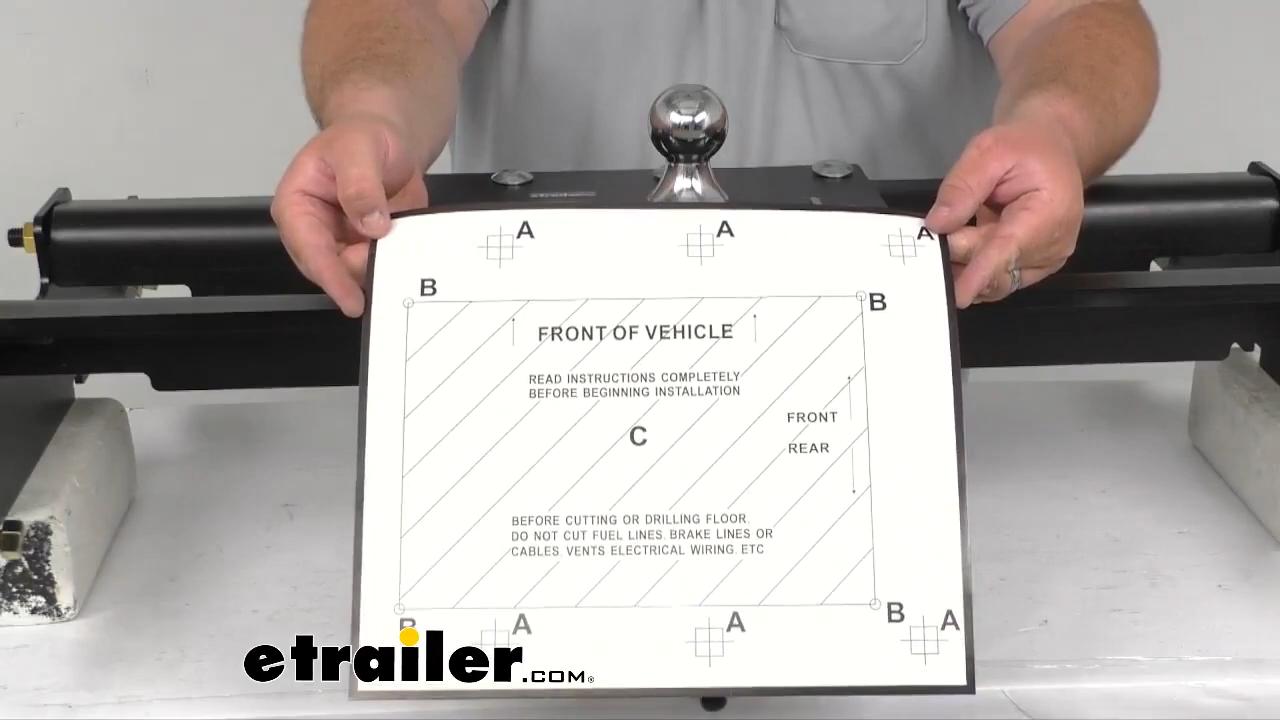 A A A
B B
FRONT OF VEHICLE
READ INSTRUCTIONS COMPLETELY
BEFORE BEGINNING INSTALLATION
C
FRONT
REAR
BEFORE CUTTING OR DRILLING FLOOR.
DO NOT CUT FUEL LINES. BRAKE LINES OR
CABLES. VENTS ELECTRICAL WIRING. ETC
B B
A A A
etrailer.COM